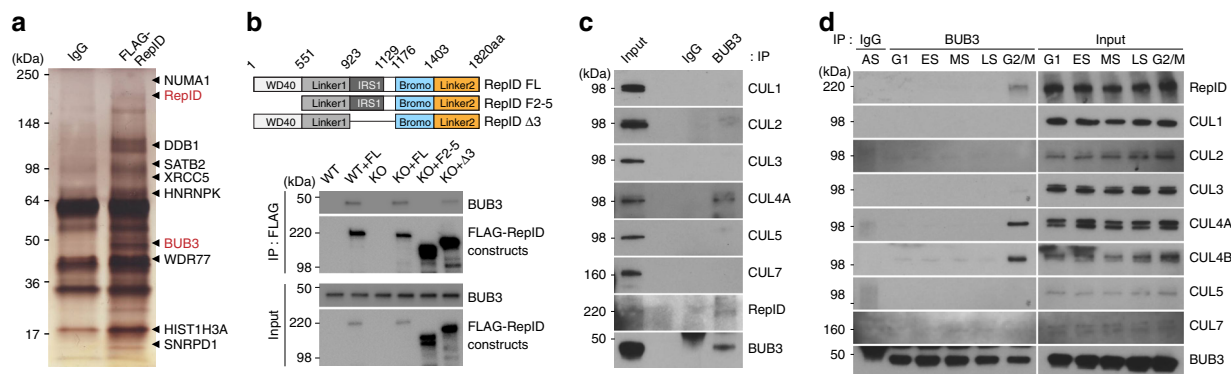 a
(kDa)
IgG
FLAG-RepID
250
148
98
64
50
36
17
NUMA1
RepID
DDB1
SATB2
XRCC5
HNRNPK
BUB3
WDR77
HIST1H3A
SNRPD1
b
1 551 923 1129 1176 1403 1820aa
WD40 Linker1 IRS1 Bromo Linker2 RepID FL
Linker1 IRS1 Bromo Linker2 RepID F2-5
WD40 Linker1 Bromo Linker2 RepID Δ3
(kDa) WT WT+FL KO KO+FL KO+F2-5 KO+Δ3
IP : FLAG
50 BUB3
220 FLAG-RepID
constructs
98
Input
50 BUB3
220 FLAG-RepID
constructs
98
c
Input IgG BUB3 : IP
(kDa)
98 CUL1
98 CUL2
98 CUL3
98 CUL4A
98 CUL5
160 CUL7
220 RepID
50 BUB3
d
IP : IgG BUB3 Input
(kDa) AS G1 ES MS LS G2/M G1 ES MS LS G2/M
220 RepID
98 CUL1
98 CUL2
98 CUL3
98 CUL4A
98 CUL4B
98 CUL5
160 CUL7
50 BUB3